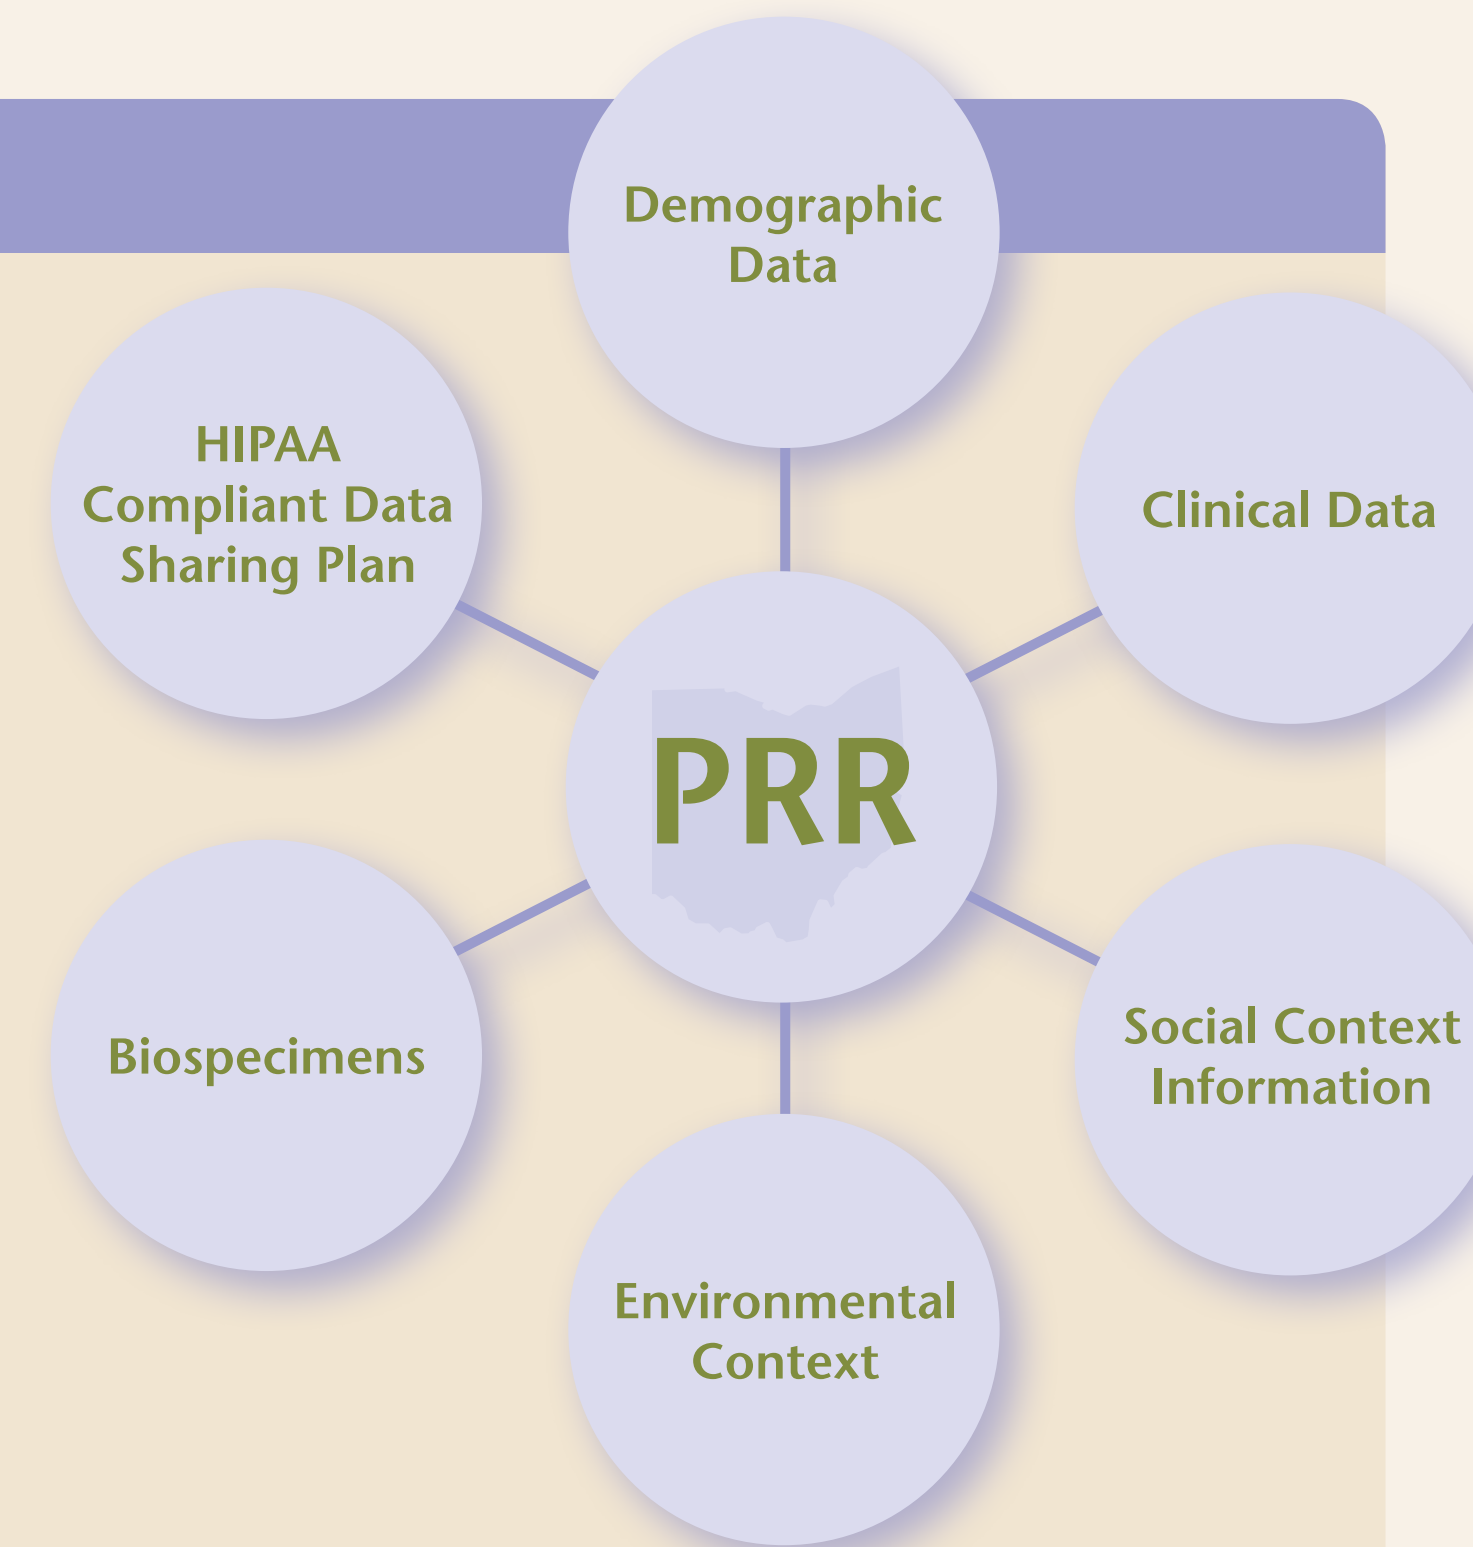 Demographic
Data
HIPAA
Compliant Data
Sharing Plan
Clinical Data
PRR
Biospecimens
Social Context
Information
Environmental
Context